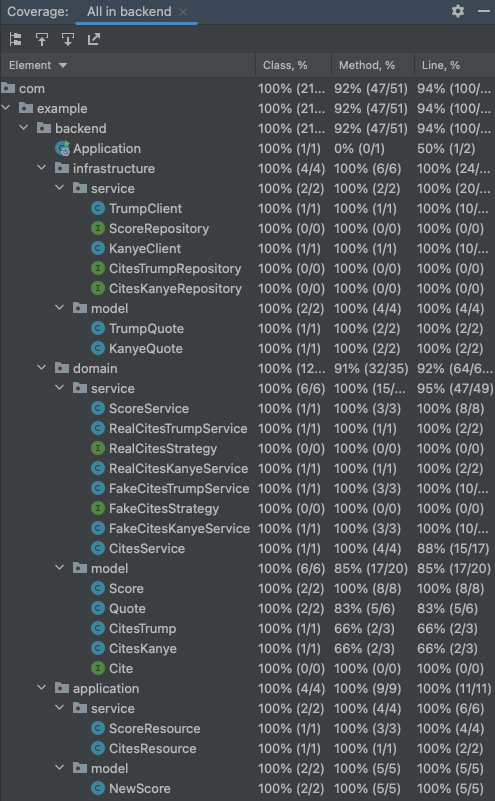 Coverage: All in backend
Element Class, % Method, % Line, %
com 100% (21... 92% (47/51) 94% (100/...
example 100% (21... 92% (47/51) 94% (100/...
backend 100% (21... 92% (47/51) 94% (100/...
Application 100% (1/1) 0% (0/1) 50% (1/2)
infrastructure 100% (4/4) 100% (6/6) 100% (24/...
service 100% (2/2) 100% (2/2) 100% (20/...
C TrumpClient 100% (1/1) 100% (1/1) 100% (10/...
I ScoreRepository 100% (0/0) 100% (0/0) 100% (0/0)
C KanyeClient 100% (1/1) 100% (1/1) 100% (10/...
I CitesTrumpRepository 100% (0/0) 100% (0/0) 100% (0/0)
I CitesKanyeRepository 100% (0/0) 100% (0/0) 100% (0/0)
model 100% (2/2) 100% (4/4) 100% (4/4)
C TrumpQuote 100% (1/1) 100% (2/2) 100% (2/2)
C KanyeQuote 100% (1/1) 100% (2/2) 100% (2/2)
domain 100% (12... 91% (32/35) 92% (64/6...
service 100% (6/6) 100% (15/... 95% (47/49)
C ScoreService 100% (1/1) 100% (3/3) 100% (8/8)
C RealCitesTrumpService 100% (1/1) 100% (1/1) 100% (2/2)
I RealCitesStrategy 100% (0/0) 100% (0/0) 100% (0/0)
C RealCitesKanyeService 100% (1/1) 100% (1/1) 100% (2/2)
C FakeCitesTrumpService 100% (1/1) 100% (3/3) 100% (10/...
I FakeCitesStrategy 100% (0/0) 100% (0/0) 100% (0/0)
C FakeCitesKanyeService 100% (1/1) 100% (3/3) 100% (10/...
C CitesService 100% (1/1) 100% (4/4) 88% (15/17)
model 100% (6/6) 85% (17/20) 85% (17/20)
C Score 100% (2/2) 100% (8/8) 100% (8/8)
C Quote 100% (2/2) 83% (5/6) 83% (5/6)
C CitesTrump 100% (1/1) 66% (2/3) 66% (2/3)
C CitesKanye 100% (1/1) 66% (2/3) 66% (2/3)
I Cite 100% (0/0) 100% (0/0) 100% (0/0)
application 100% (4/4) 100% (9/9) 100% (11/11)
service 100% (2/2) 100% (4/4) 100% (6/6)
C ScoreResource 100% (1/1) 100% (3/3) 100% (4/4)
C CitesResource 100% (1/1) 100% (1/1) 100% (2/2)
model 100% (2/2) 100% (5/5) 100% (5/5)
C NewScore 100% (2/2) 100% (5/5) 100% (5/5)